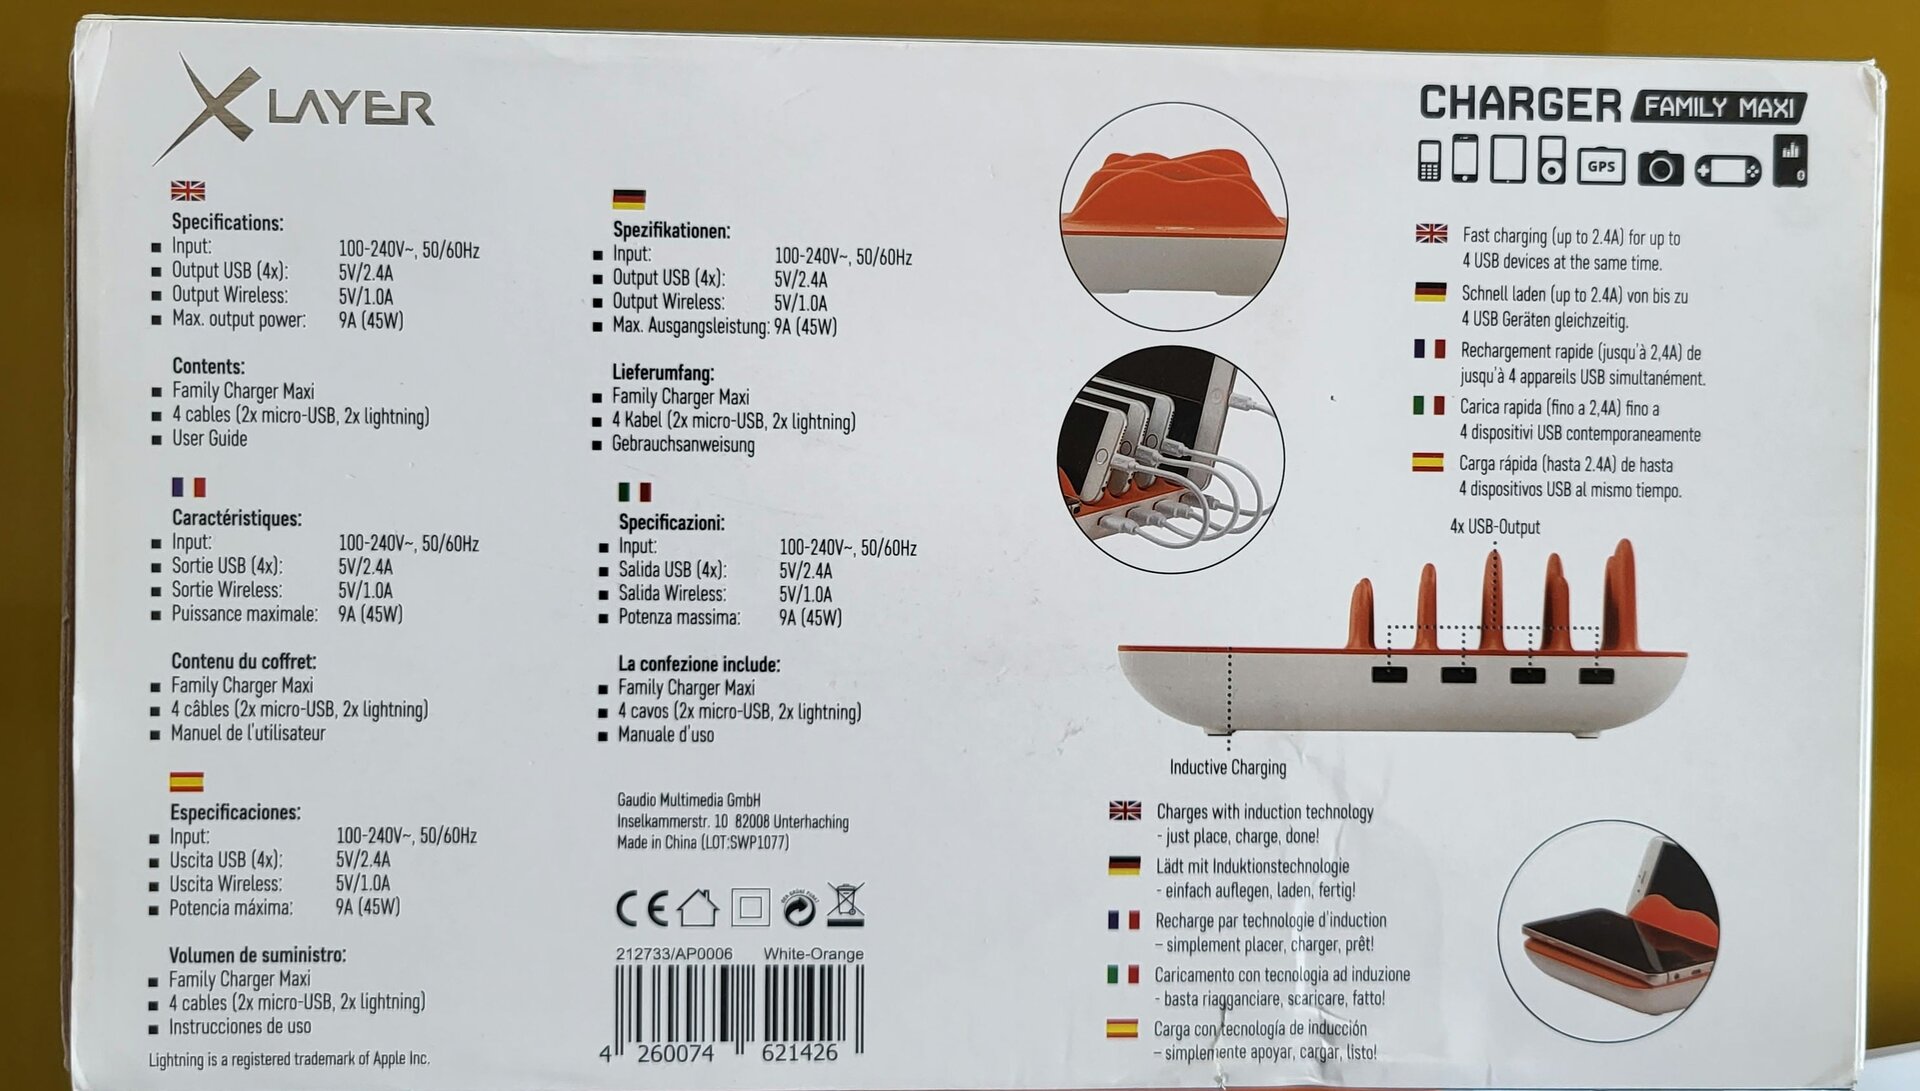 X LAYER
Specifications:
■ Input: 100-240V~, 50/60Hz
■ Output USB (4x): 5V/2.4A
■ Output Wireless: 5V/1.0A
■ Max. output power: 9A (45W)
Contents:
■ Family Charger Maxi
■ 4 cables (2x micro-USB, 2x lightning)
■ User Guide
Caractéristiques:
■ Input: 100-240V~, 50/60Hz
■ Sortie USB (4x): 5V/2.4A
■ Sortie Wireless: 5V/1.0A
■ Puissance maximale: 9A (45W)
Contenu du coffret:
■ Family Charger Maxi
■ 4 câbles (2x micro-USB, 2x lightning)
■ Manuel de l'utilisateur
Especificaciones:
■ Input: 100-240V~, 50/60Hz
■ Uscita USB (4x): 5V/2.4A
■ Uscita Wireless: 5V/1.0A
■ Potencia máxima: 9A (45W)
Volumen de suministro:
■ Family Charger Maxi
■ 4 cables (2x micro-USB, 2x lightning)
■ Instrucciones de uso
Lightning is a registered trademark of Apple Inc.
Spezifikationen:
■ Input: 100-240V~, 50/60Hz
■ Output USB (4x): 5V/2.4A
■ Output Wireless: 5V/1.0A
■ Max. Ausgangsleistung: 9A (45W)
Lieferumfang:
■ Family Charger Maxi
■ 4 Kabel (2x micro-USB, 2x lightning)
■ Gebrauchsanweisung
Specificazioni:
■ Input: 100-240V~, 50/60Hz
■ Salida USB (4x): 5V/2.4A
■ Salida Wireless: 5V/1.0A
■ Potenza massima: 9A (45W)
La confezione include:
■ Family Charger Maxi
■ 4 cavos (2x micro-USB, 2x lightning)
■ Manuale d'uso
Gaudio Multimedia GmbH
Inselkammerstr. 10 82008 Unterhaching
Made in China (LOT:SWP1077)
CE
DER GRÜNE PUNKT
212733/AP0006 White-Orange
4 260074 621426
CHARGER FAMILY MAXI
GPS
Fast charging (up to 2.4A) for up to
4 USB devices at the same time.
Schnell laden (up to 2.4A) von bis zu
4 USB Geräten gleichzeitig.
Rechargement rapide (jusqu'à 2,4A) de
jusqu'à 4 appareils USB simultanément.
Carica rapida (fino a 2,4A) fino a
4 dispositivi USB contemporaneamente
Carga rápida (hasta 2.4A) de hasta
4 dispositivos USB al mismo tiempo.
4x USB-Output
Inductive Charging
Charges with induction technology
- just place, charge, done!
Lädt mit Induktionstechnologie
- einfach auflegen, laden, fertig!
Recharge par technologie d'induction
– simplement placer, charger, prêt!
Caricamento con tecnologia ad induzione
- basta riagganciare, scaricare, fatto!
Carga con tecnología de inducción
– simplemente apoyar, cargar, listo!